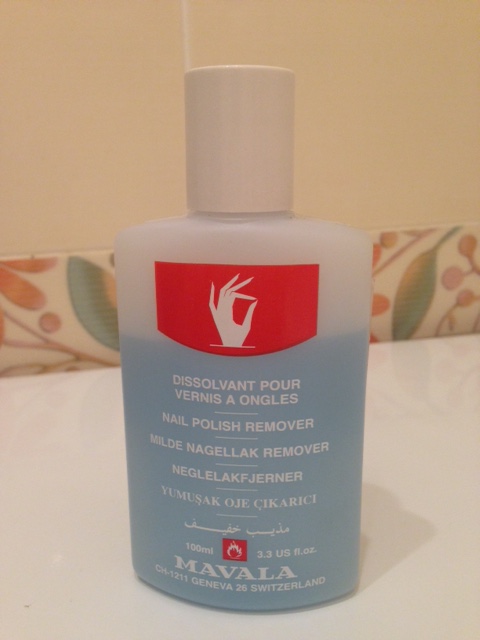 DISSOLVANT POUR
VERNIS A ONGLES
NAIL POLISH REMOVER
MILDE NAGELLAK REMOVER
NEGLELAKFJERNER
YUMUŞAK OJE ÇIKARICI
مذيب خفيف
100ml 3.3 US fl.oz.
MAVALA
CH-1211 GENEVA 26 SWITZERLAND